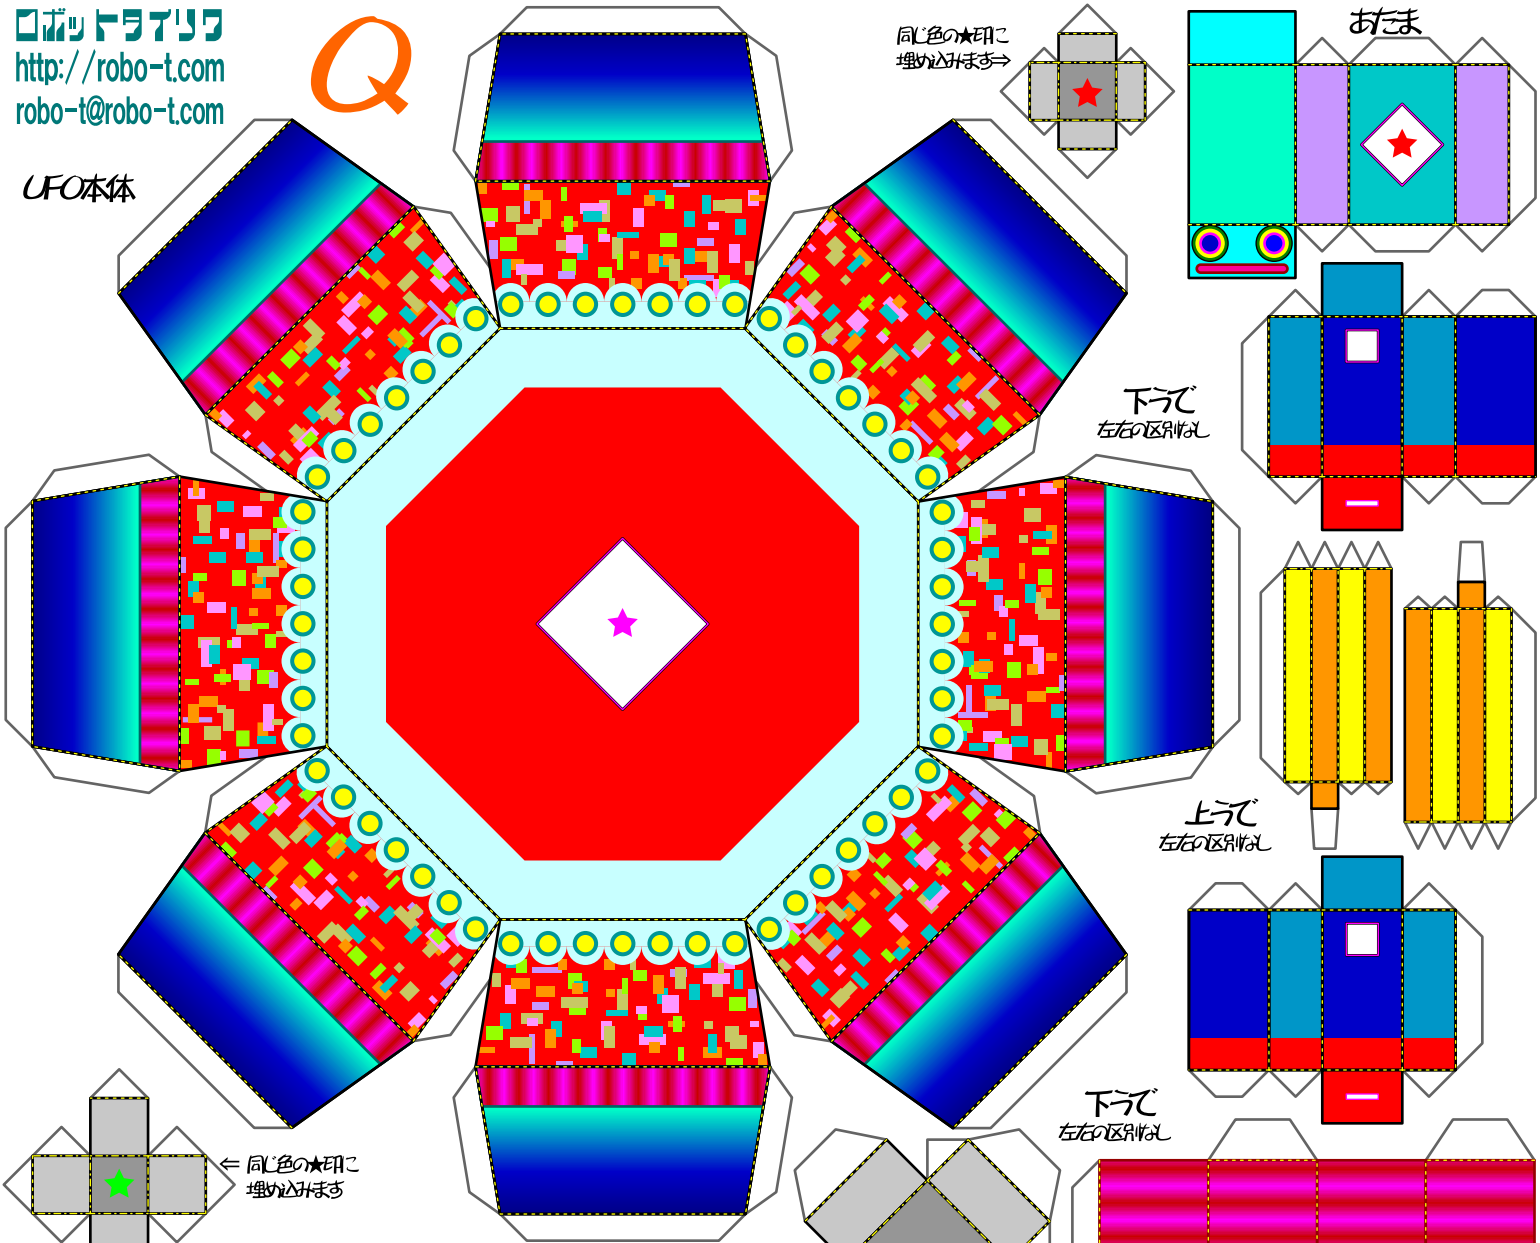 ロボットライリワ
http://robo-t.com
robo-t@robo-t.com
Q
UFO本体
同じ色の★印に
埋め込みます⇒
あたま
下うで
左右の区別なし
上うで
左右の区別なし
下うで
左右の区別なし
⇐ 同じ色の★印に
埋め込みます